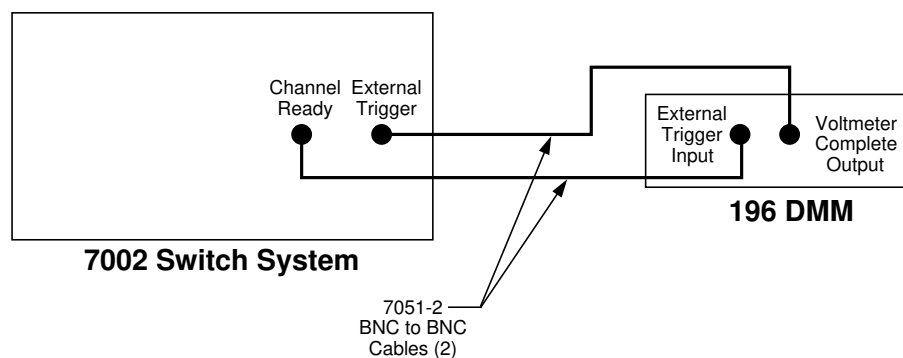 Channel
Ready
External
Trigger
External
Trigger
Input
Voltmeter
Complete
Output
196 DMM
7002 Switch System
7051-2
BNC to BNC
Cables (2)